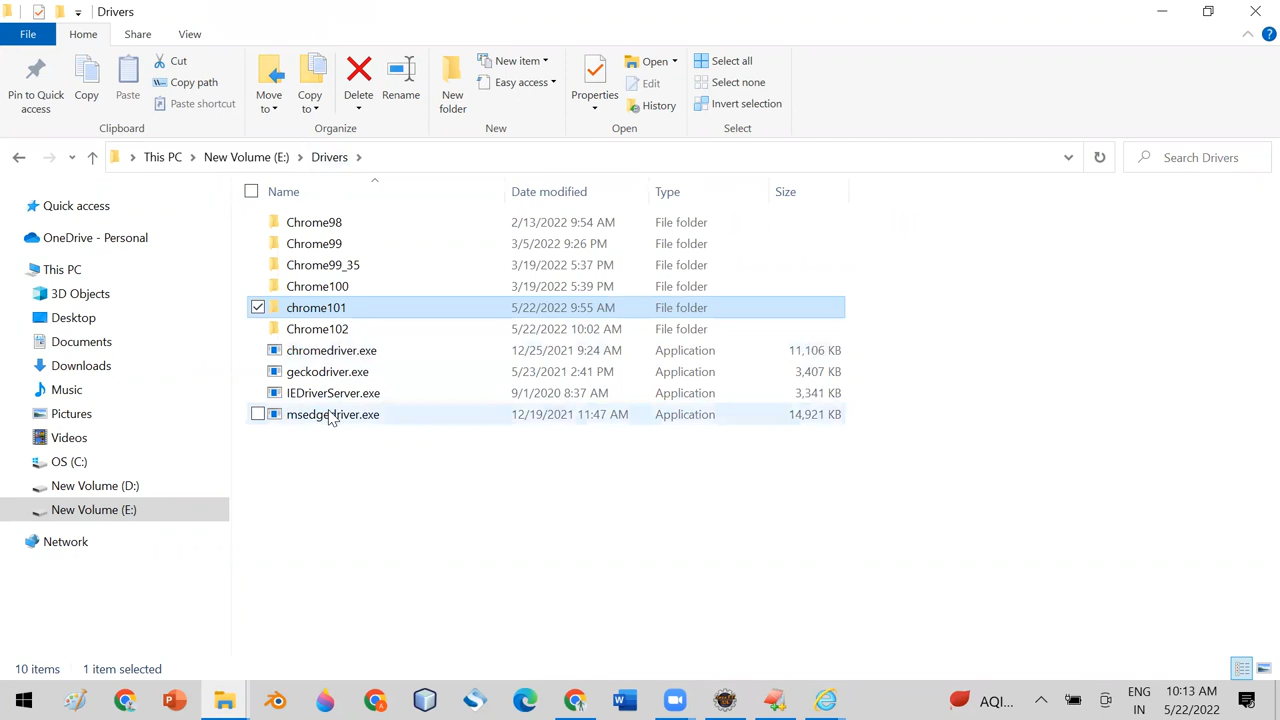 Drivers
File Home Share View
Pin to Quick access
Copy
Paste
Cut
Copy path
Paste shortcut
Clipboard
Move to
Copy to
Delete
Rename
Organize
New folder
New item
Easy access
New
Properties
Open
Edit
History
Open
Select all
Select none
Invert selection
Select
This PC > New Volume (E:) > Drivers >
Search Drivers
Name Date modified Type Size
Chrome98 2/13/2022 9:54 AM File folder
Chrome99 3/5/2022 9:26 PM File folder
Chrome99_35 3/19/2022 5:37 PM File folder
Chrome100 3/19/2022 5:39 PM File folder
chrome101 5/22/2022 9:55 AM File folder
Chrome102 5/22/2022 10:02 AM File folder
chromedriver.exe 12/25/2021 9:24 AM Application 11,106 KB
geckodriver.exe 5/23/2021 2:41 PM Application 3,407 KB
IEDriverServer.exe 9/1/2020 8:37 AM Application 3,341 KB
msedgedriver.exe 12/19/2021 11:47 AM Application 14,921 KB
Quick access
OneDrive - Personal
This PC
3D Objects
Desktop
Documents
Downloads
Music
Pictures
Videos
OS (C:)
New Volume (D:)
New Volume (E:)
Network
10 items 1 item selected
AQI...
ENG
IN
10:13 AM
5/22/2022